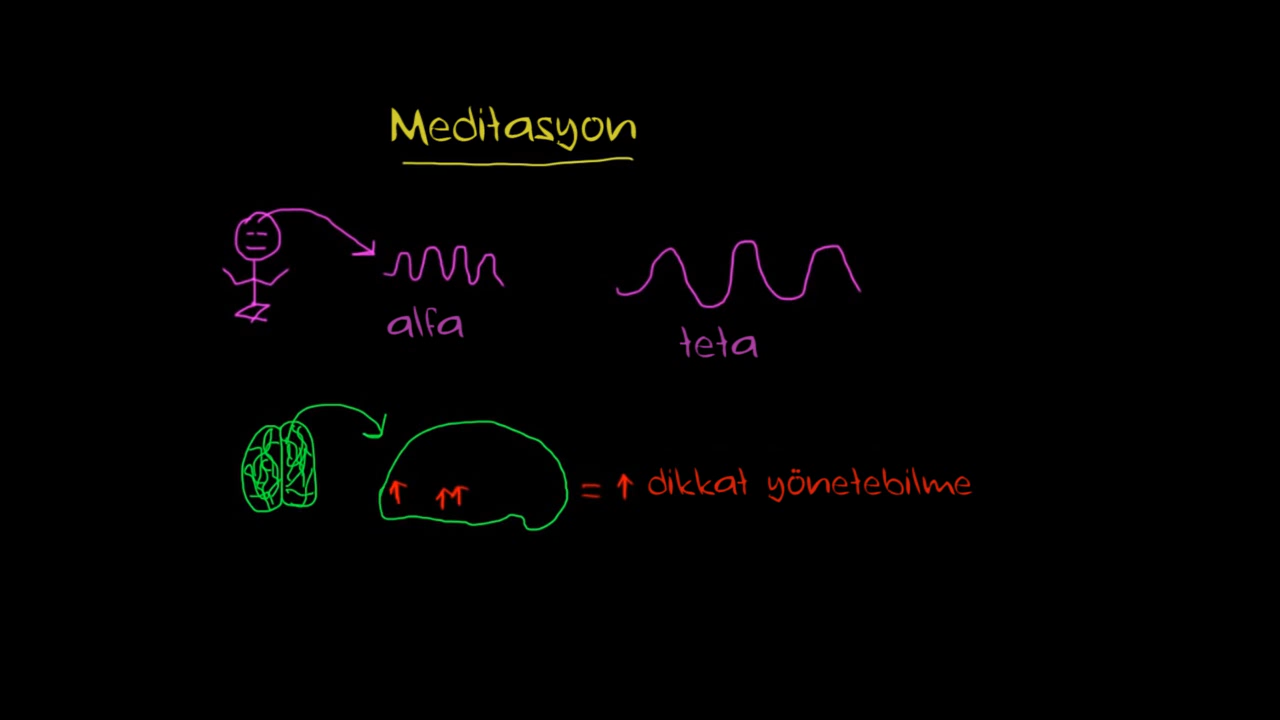 Meditasyon
alfa
teta
= ↑ dikkat yönetebilme